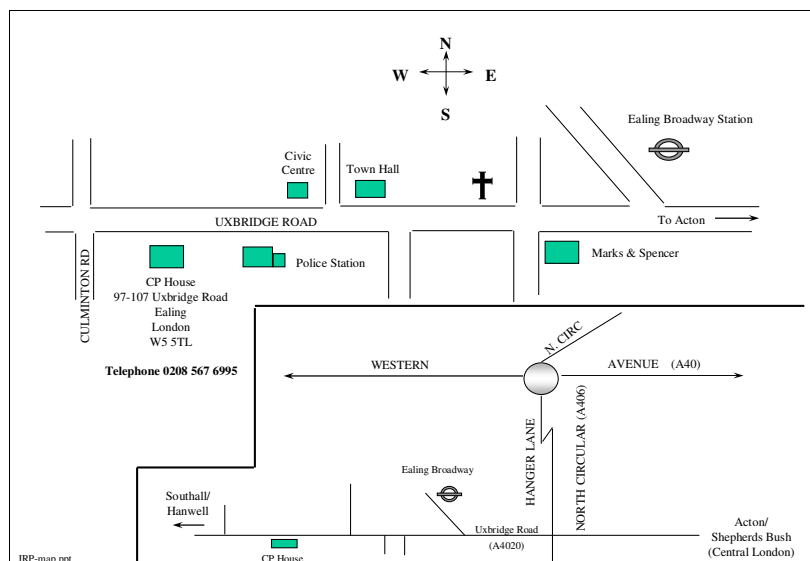 N
W E
S
Ealing Broadway Station
Civic
Centre
Town Hall
To Acton
UXBRIDGE ROAD
CULMINTON RD
Police Station
Marks & Spencer
CP House
97-107 Uxbridge Road
Ealing
London
W5 5TL
Telephone 0208 567 6995
N. CIRC
WESTERN
AVENUE (A40)
HANGER LANE
NORTH CIRCULAR (A406)
Ealing Broadway
Southall/
Hanwell
Uxbridge Road
(A4020)
Acton/
Shepherds Bush
(Central London)
CP House
JRP-map.ppt